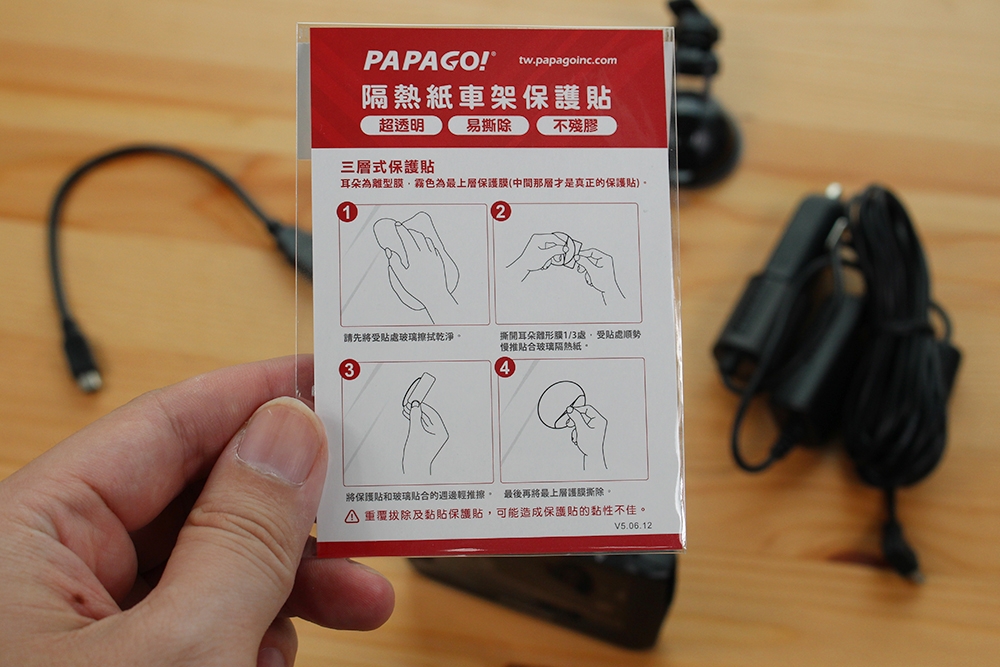 PAPAGO!® tw.papagoinc.com
隔熱紙車架保護貼
超透明 易撕除 不殘膠
三層式保護貼
耳朵為離型膜，霧色為最上層保護膜(中間那層才是真正的保護貼)。
1 2
請先將受貼處玻璃擦拭乾淨。
撕開耳朵離形膜1/3處，受貼處順勢
慢推貼合玻璃隔熱紙。
3 4
將保護貼和玻璃貼合的週邊輕推擦。
最後再將最上層護膜撕除。
重覆拔除及黏貼保護貼，可能造成保護貼的黏性不佳。
V5.06.12